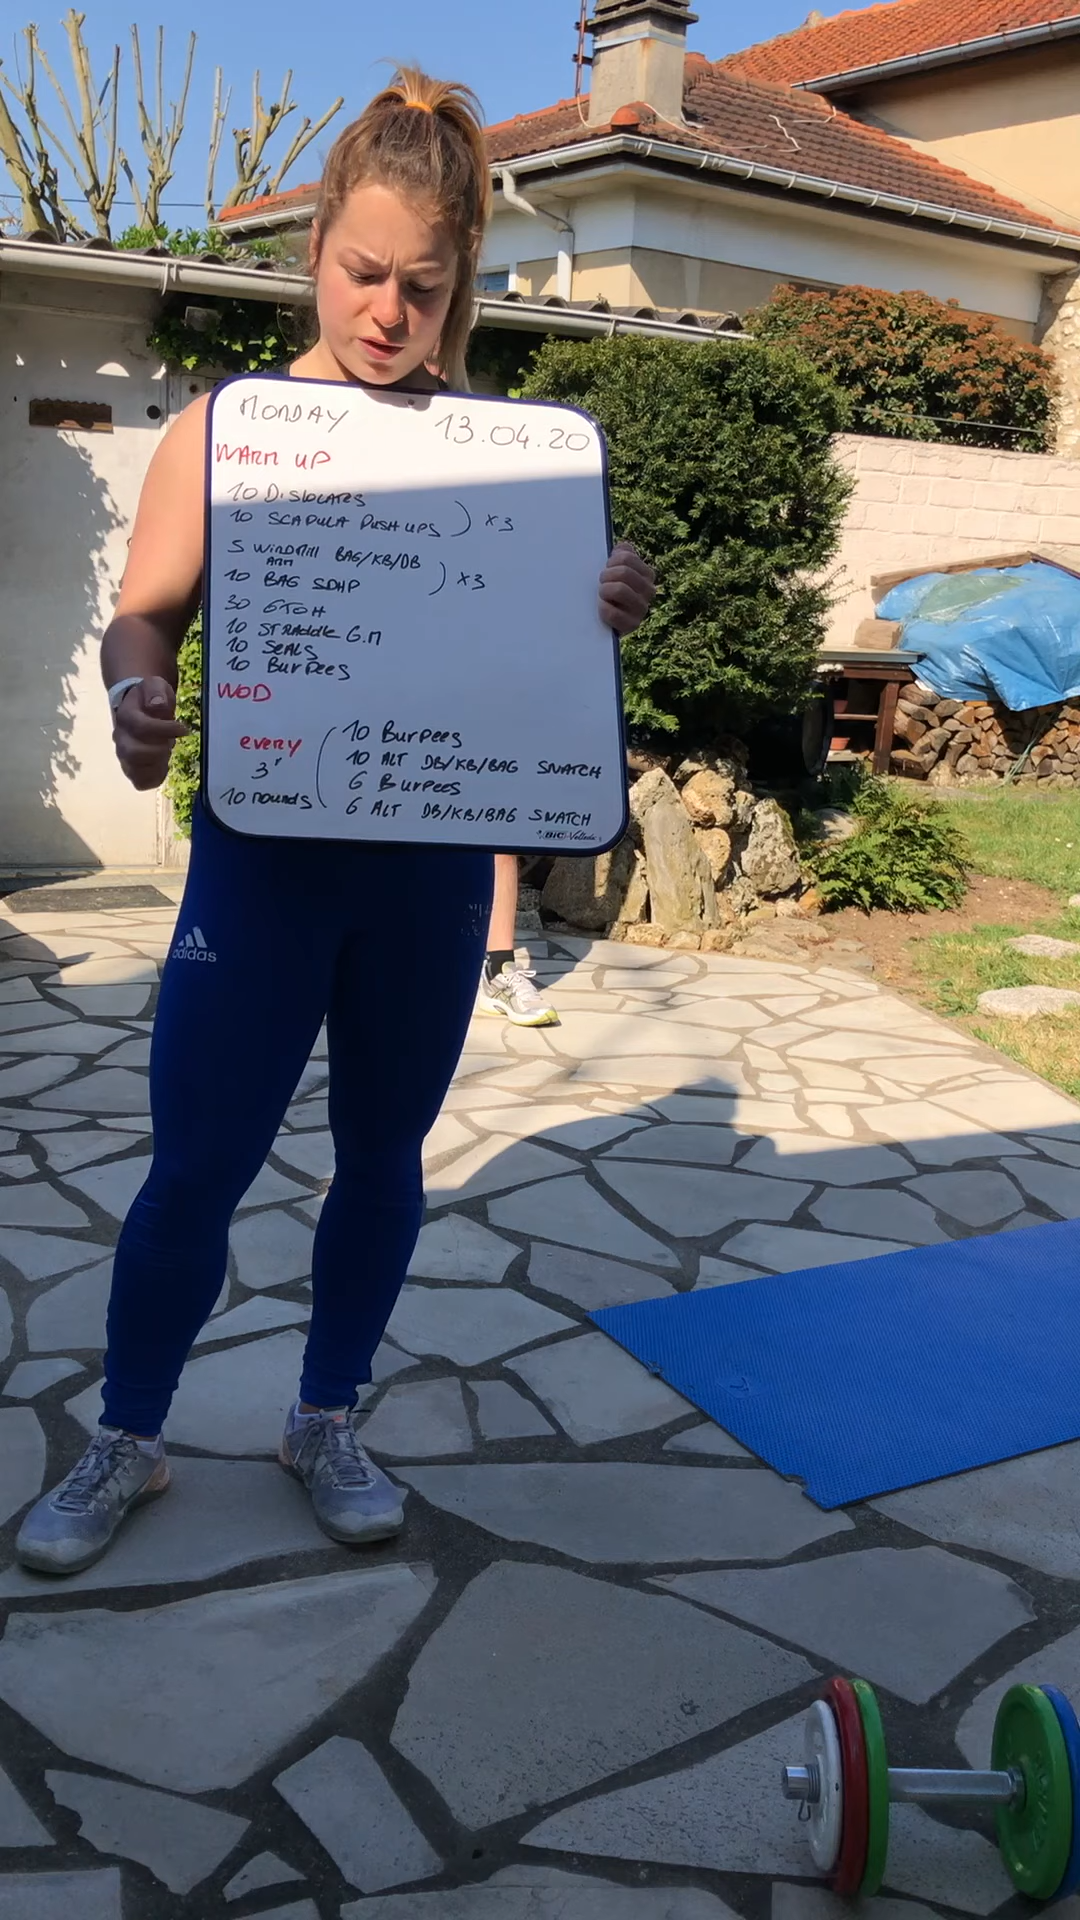 MONDAY 13.04.20
WARM UP
10 DiSLOCATES
10 SCAPULA PUSH UPS ) x3
5 WiNDMill BAG/KB/DB
ARM
10 BAG SDHP ) x3
30 GTOH
10 STRAddle G.M
10 SEALS
10 Burpees
WOD
every
3'
10 rounds
10 Burpees
10 ALT DB/KB/BAG SNATCH
6 Burpees
6 ALT DB/KB/BAG SNATCH
BIC Velleda
adidas